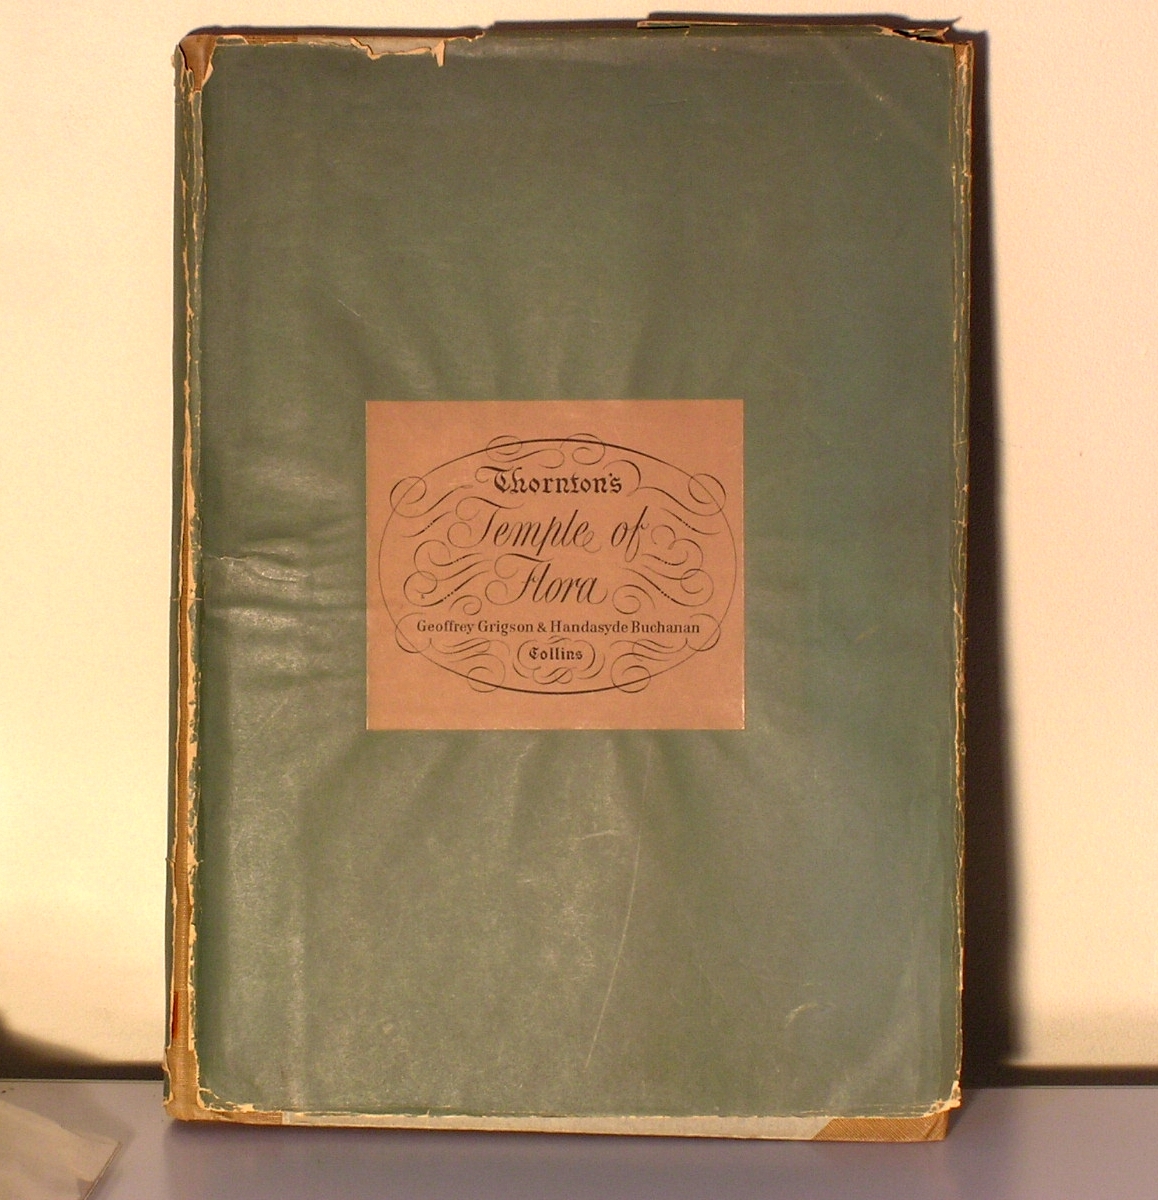 Thornton's
Temple of
Flora
Geoffrey Grigson & Handasyde Buchanan
Collins